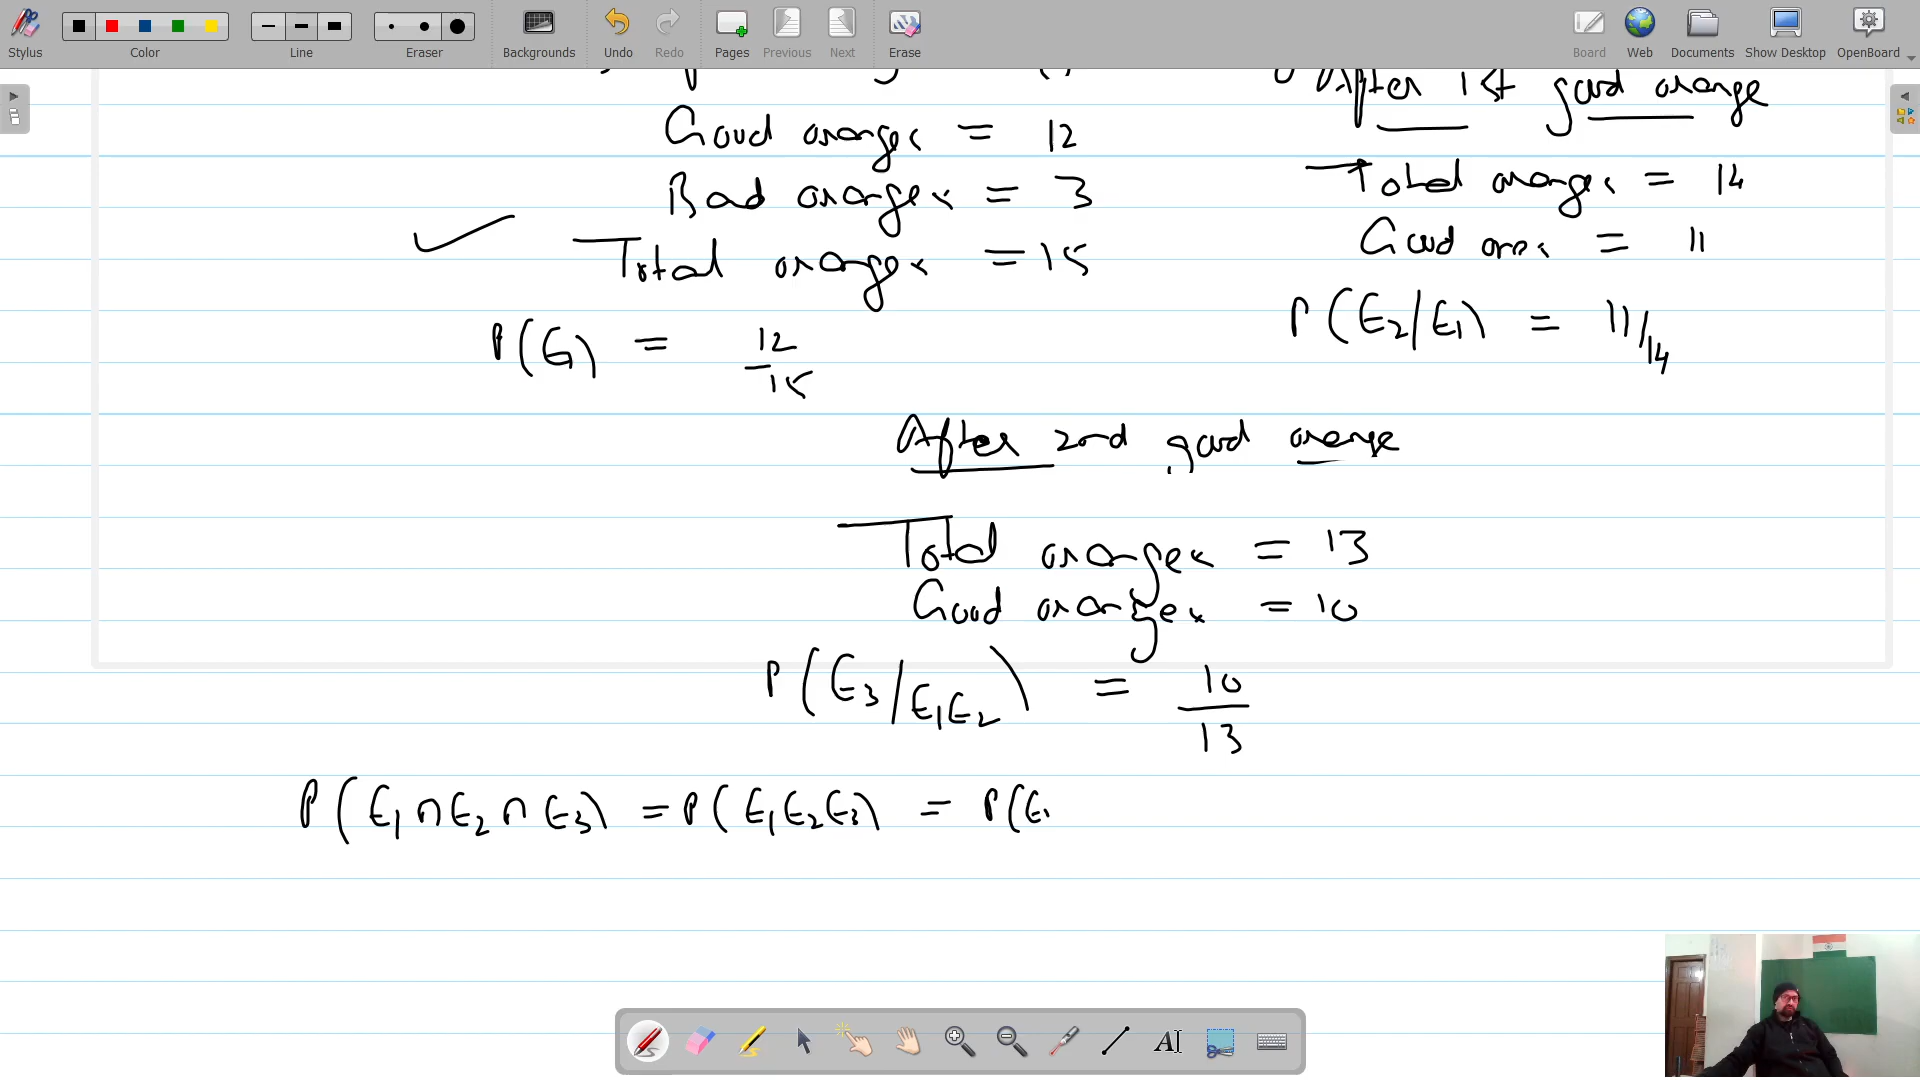 Stylus Color Line Eraser Backgrounds Undo Redo Pages Previous Next Erase Board Web Documents Show Desktop OpenBoard
After 1st good orange
Good oranges = 12
Bad oranges = 3
Total oranges = 15
P(E₁) = 12/15
Total oranges = 14
Good oran = 11
P(E₂/E₁) = 11/14
After 2nd good orange
Total oranges = 13
Good oranges = 10
P(E₃/E₁E₂) = 10/13
P(E₁∩E₂∩E₃) = P(E₁E₂E₃) = P(E₁